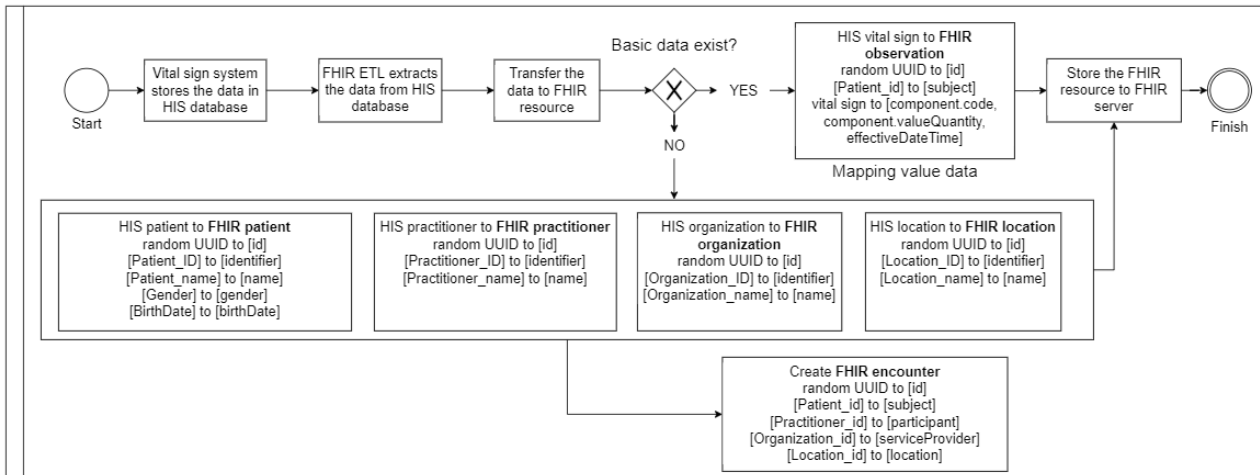 Start
Vital sign system
stores the data in
HIS database
FHIR ETL extracts
the data from HIS
database
Transfer the
data to FHIR
resource
Basic data exist?
X
YES
NO
HIS vital sign to FHIR
observation
random UUID to [id]
[Patient_id] to [subject]
vital sign to [component.code,
component.valueQuantity,
effectiveDateTime]
Mapping value data
Store the FHIR
resource to FHIR
server
Finish
HIS patient to FHIR patient
random UUID to [id]
[Patient_ID] to [identifier]
[Patient_name] to [name]
[Gender] to [gender]
[BirthDate] to [birthDate]
HIS practitioner to FHIR practitioner
random UUID to [id]
[Practitioner_ID] to [identifier]
[Practitioner_name] to [name]
HIS organization to FHIR
organization
random UUID to [id]
[Organization_ID] to [identifier]
[Organization_name] to [name]
HIS location to FHIR location
random UUID to [id]
[Location_ID] to [identifier]
[Location_name] to [name]
Create FHIR encounter
random UUID to [id]
[Patient_id] to [subject]
[Practitioner_id] to [participant]
[Organization_id] to [serviceProvider]
[Location_id] to [location]